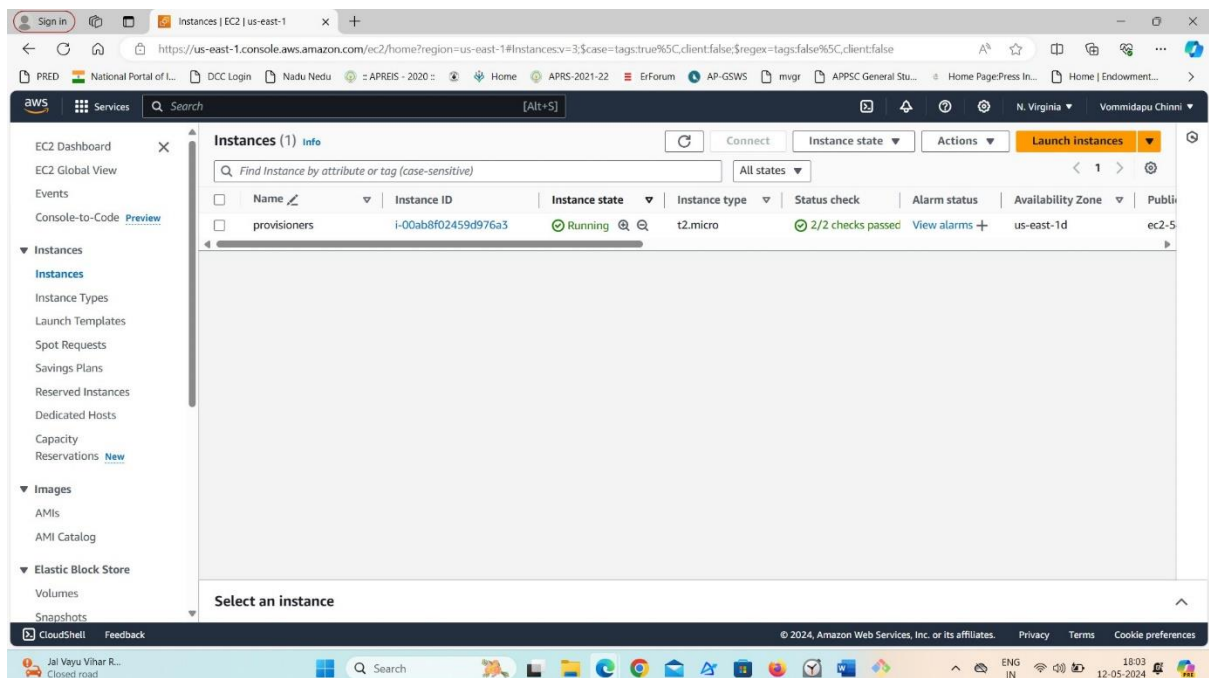 Sign in
Instances | EC2 | us-east-1
https://us-east-1.console.aws.amazon.com/ec2/home?region=us-east-1#Instances:v=3;$case=tags:true%5C,client:false;$regex=tags:false%5C,client:false
PRED National Portal of I... DCC Login Nadu Nedu :: APREIS - 2020 :: Home APRS-2021-22 ErForum AP-GSWS mvgr APPSC General Stu... Home Page:Press In... Home | Endowment...
aws Services Search [Alt+S] N. Virginia ▼ Vommidapu Chinni ▼
EC2 Dashboard
EC2 Global View
Events
Console-to-Code Preview
▼ Instances
Instances
Instance Types
Launch Templates
Spot Requests
Savings Plans
Reserved Instances
Dedicated Hosts
Capacity
Reservations New
▼ Images
AMIs
AMI Catalog
▼ Elastic Block Store
Volumes
Snapshots
Instances (1) Info Connect Instance state ▼ Actions ▼ Launch instances ▼
Find Instance by attribute or tag (case-sensitive) All states ▼ < 1 >
Name Instance ID Instance state Instance type Status check Alarm status Availability Zone Publi
provisioners i-00ab8f02459d976a3 Running t2.micro 2/2 checks passed View alarms + us-east-1d ec2-5
Select an instance
CloudShell Feedback © 2024, Amazon Web Services, Inc. or its affiliates. Privacy Terms Cookie preferences
Jal Vayu Vihar R...
Closed road
Search
ENG
IN
18:03
12-05-2024
PRE